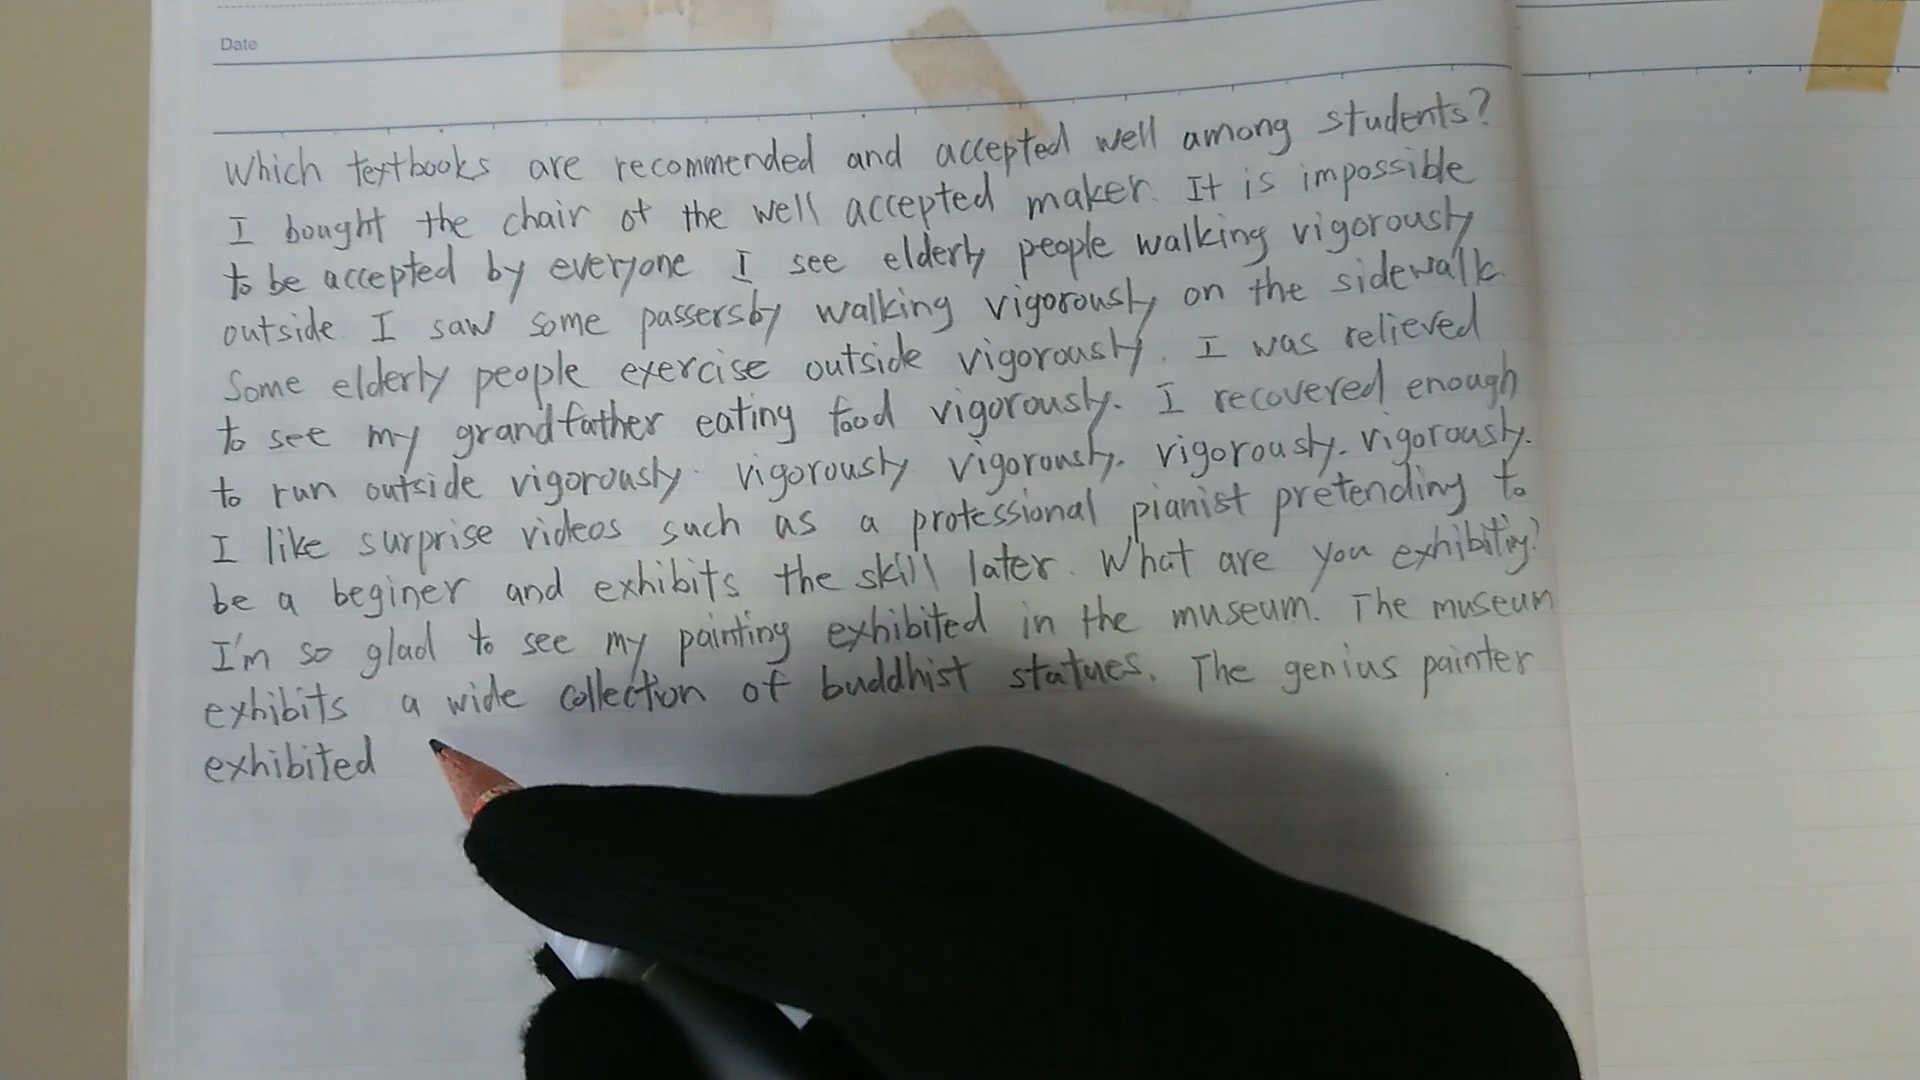 Date
Which textbooks are recommended and accepted well among students?
I bought the chair of the well accepted maker. It is impossible
to be accepted by everyone I see elderly people walking vigorously
outside. I saw some passersby walking vigorously on the sidewalk.
Some elderly people exercise outside vigorously. I was relieved
to see my grandfather eating food vigorously. I recovered enough
to run outside vigorously. vigorously vigorously. vigorously. vigorously.
I like surprise videos such as a professional pianist pretending to
be a beginer and exhibits the skill later. What are you exhibiting?
I'm so glad to see my painting exhibited in the museum. The museum
exhibits a wide collection of buddhist statues. The genius painter
exhibited